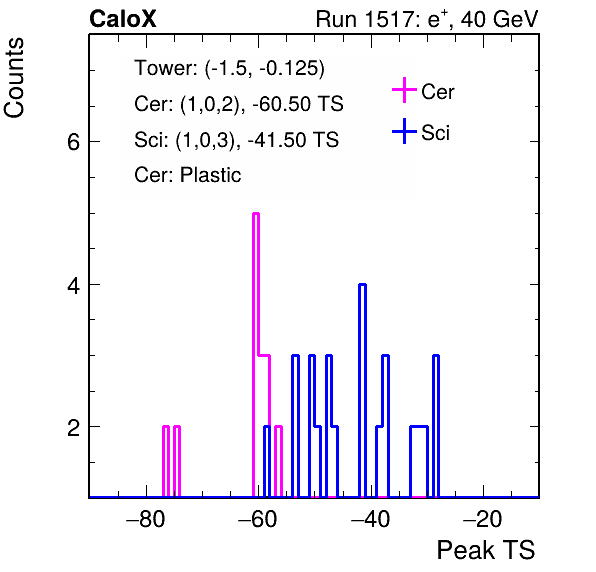 CaloX Run 1517: e⁺, 40 GeV
Counts
Tower: (-1.5, -0.125)
Cer: (1,0,2), -60.50 TS
Sci: (1,0,3), -41.50 TS
Cer: Plastic
Cer
Sci
6
4
2
−80 −60 −40 −20
Peak TS